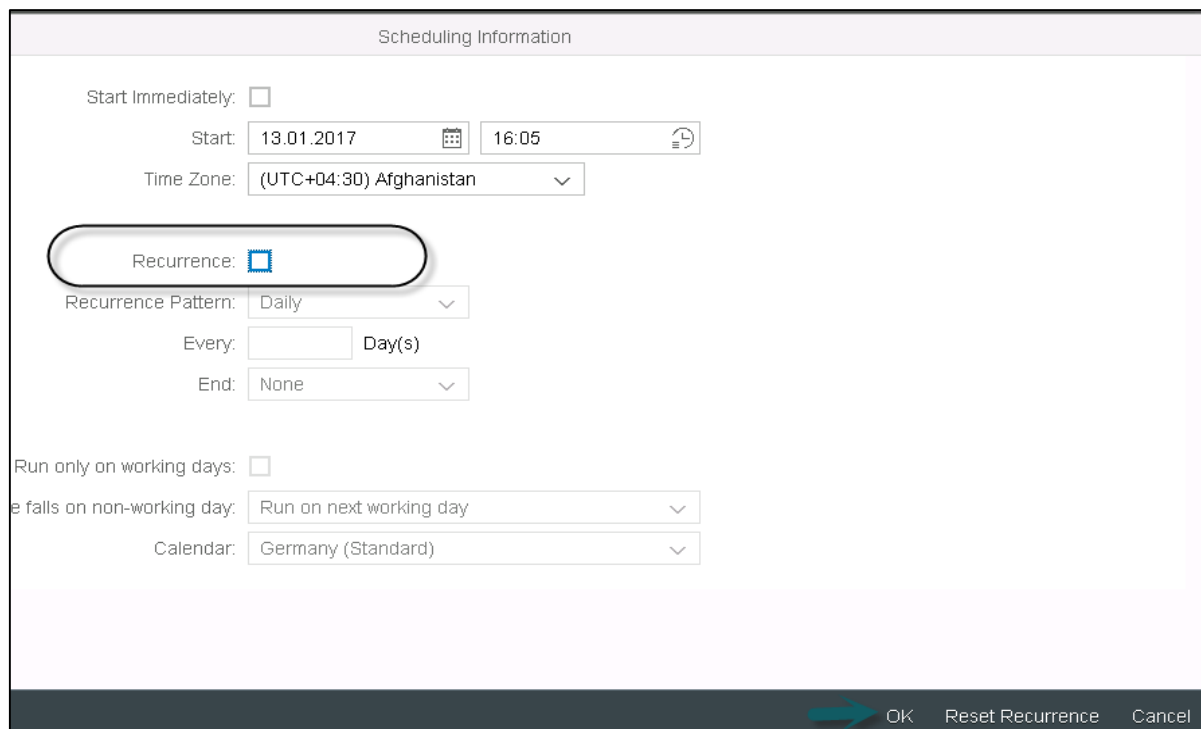 Scheduling Information
Start Immediately:
Start: 13.01.2017 16:05
Time Zone: (UTC+04:30) Afghanistan
Recurrence:
Recurrence Pattern: Daily
Every: Day(s)
End: None
Run only on working days:
e falls on non-working day: Run on next working day
Calendar: Germany (Standard)
OK Reset Recurrence Cancel